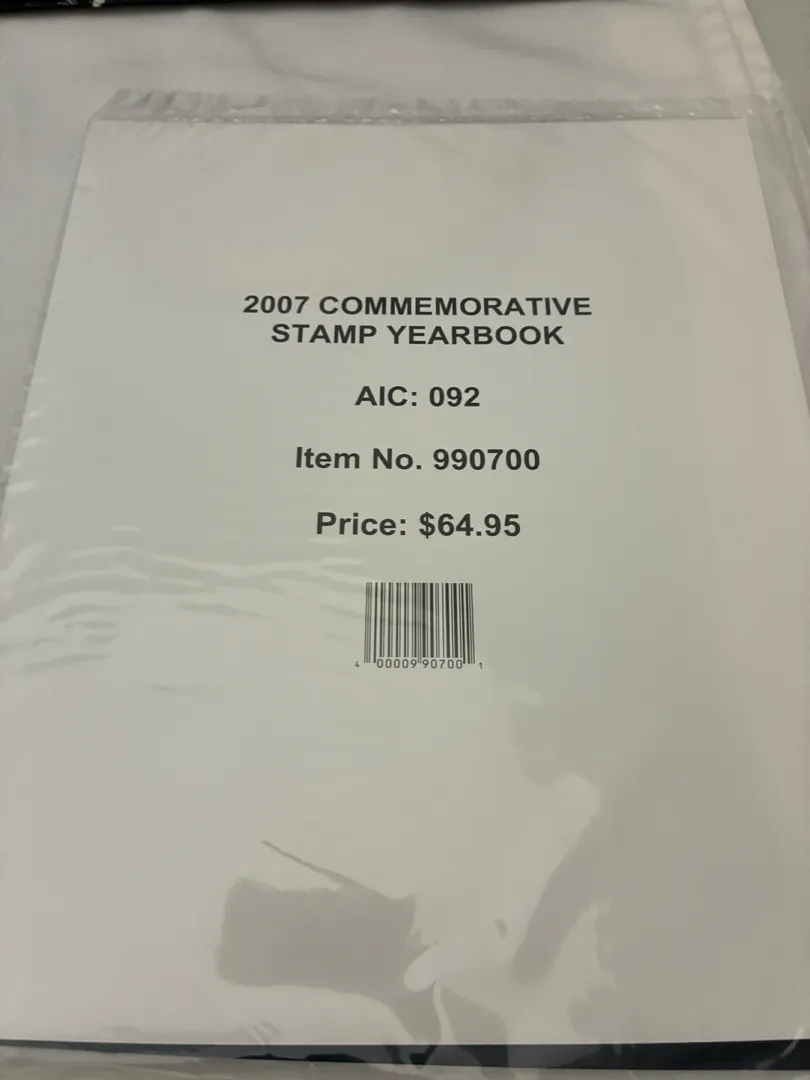 2007 COMMEMORATIVE
STAMP YEARBOOK
AIC: 092
Item No. 990700
Price: $64.95
4 00009 90700 1